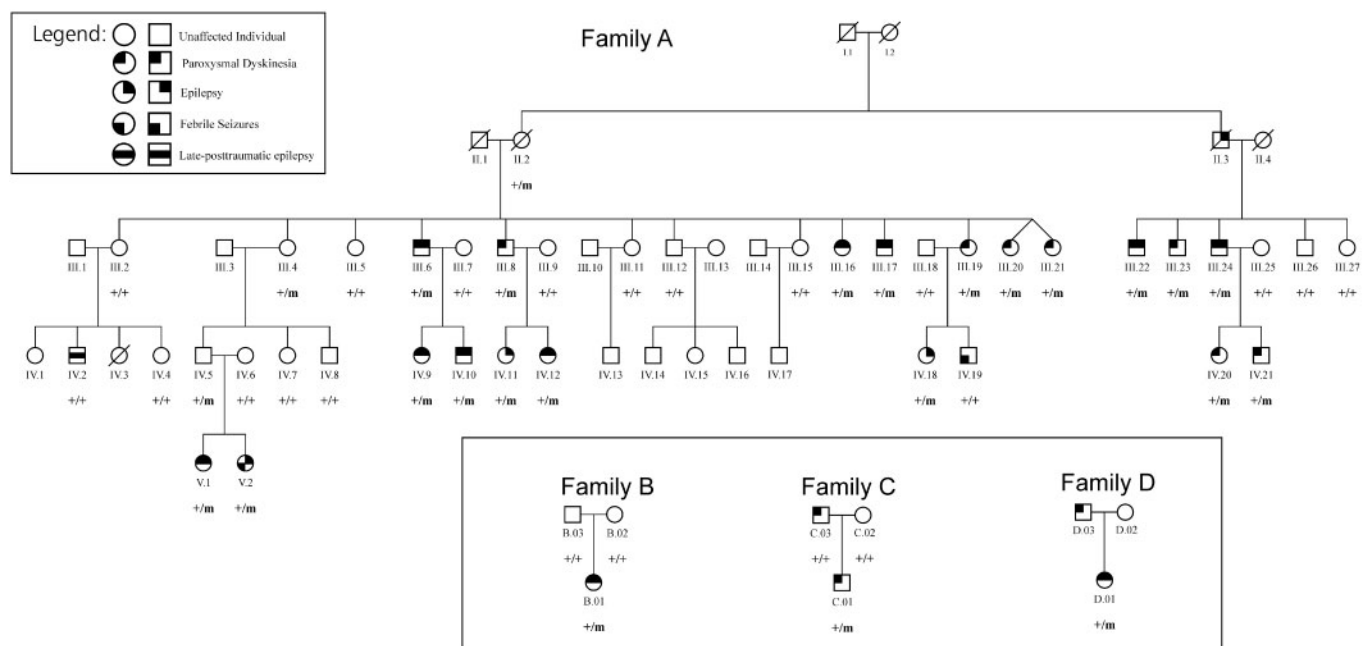 Legend:
Unaffected Individual
Paroxysmal Dyskinesia
Epilepsy
Febrile Seizures
Late-posttraumatic epilepsy
Family A
I.1 I.2
II.1 II.2 II.3 II.4
+/m
III.1 III.2 III.3 III.4 III.5 III.6 III.7 III.8 III.9 III.10 III.11 III.12 III.13 III.14 III.15 III.16 III.17 III.18 III.19 III.20 III.21 III.22 III.23 III.24 III.25 III.26 III.27
+/+ +/m +/+ +/m +/+ +/m +/+ +/+ +/+ +/+ +/m +/m +/+ +/m +/m +/m +/m +/m +/m +/+ +/+ +/+
IV.1 IV.2 IV.3 IV.4 IV.5 IV.6 IV.7 IV.8 IV.9 IV.10 IV.11 IV.12 IV.13 IV.14 IV.15 IV.16 IV.17 IV.18 IV.19 IV.20 IV.21
+/+ +/+ +/m +/+ +/+ +/+ +/m +/m +/m +/m +/m +/+ +/m +/m
V.1 V.2
+/m +/m
Family B Family C Family D
B.03 B.02 C.03 C.02 D.03 D.02
+/+ +/+ +/+ +/+
B.01 C.01 D.01
+/m +/m +/m